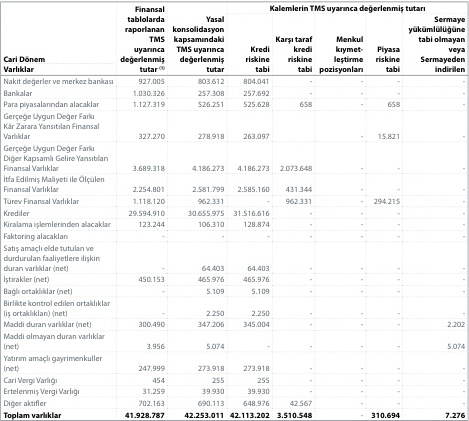 Kalemlerin TMS uyarınca değerlenmiş tutarı
Cari Dönem
Varlıklar
Finansal
tablolarda
raporlanan
TMS
uyarınca
değerlenmiş
tutar (1)
Yasal
konsolidasyon
kapsamındaki
TMS uyarınca
değerlenmiş
tutar
Kredi
riskine
tabi
Karşı taraf
kredi
riskine
tabi
Menkul
kıymet-
leştirme
pozisyonları
Piyasa
riskine
tabi
Sermaye
yükümlülüğüne
tabi olmayan
veya
Sermayeden
indirilen
Nakit değerler ve merkez bankası 927.005 803.612 804.041 - - - -
Bankalar 1.030.326 257.308 257.692 - - - -
Para piyasalarından alacaklar 1.127.319 526.251 525.628 658 - 658 -
Gerçeğe Uygun Değer Farkı
Kâr Zarara Yansıtılan Finansal
Varlıklar 327.270 278.918 263.097 - - 15.821 -
Gerçeğe Uygun Değer Farkı
Diğer Kapsamlı Gelire Yansıtılan
Finansal Varlıklar 3.689.318 4.186.273 4.186.273 2.073.648 - - -
İtfa Edilmiş Maliyeti ile Ölçülen
Finansal Varlıklar 2.254.801 2.581.799 2.585.160 431.344 - - -
Türev Finansal Varlıklar 1.118.120 962.331 - 962.331 - 294.215 -
Krediler 29.594.910 30.655.975 31.516.616 - - - -
Kiralama işlemlerinden alacaklar 123.244 106.310 128.874 - - - -
Faktoring alacakları - - - - - - -
Satış amaçlı elde tutulan ve
durdurulan faaliyetlere ilişkin
duran varlıklar (net) - 64.403 64.403 - - - -
İştirakler (net) 450.153 465.976 465.976 - - - -
Bağlı ortaklıklar (net) - 5.109 5.109 - - - -
Birlikte kontrol edilen ortaklıklar
(iş ortaklıkları) (net) - 2.250 2.250 - - - -
Maddi duran varlıklar (net) 300.490 347.206 345.004 - - - 2.202
Maddi olmayan duran varlıklar
(net) 3.956 5.074 - - - - 5.074
Yatırım amaçlı gayrimenkuller
(net) 247.999 273.918 273.918 - - - -
Cari Vergi Varlığı 454 255 255 - - - -
Ertelenmiş Vergi Varlığı 31.259 39.930 39.930 - - - -
Diğer aktifler 702.163 690.113 648.976 42.567 - - -
Toplam varlıklar 41.928.787 42.253.011 42.113.202 3.510.548 - 310.694 7.276